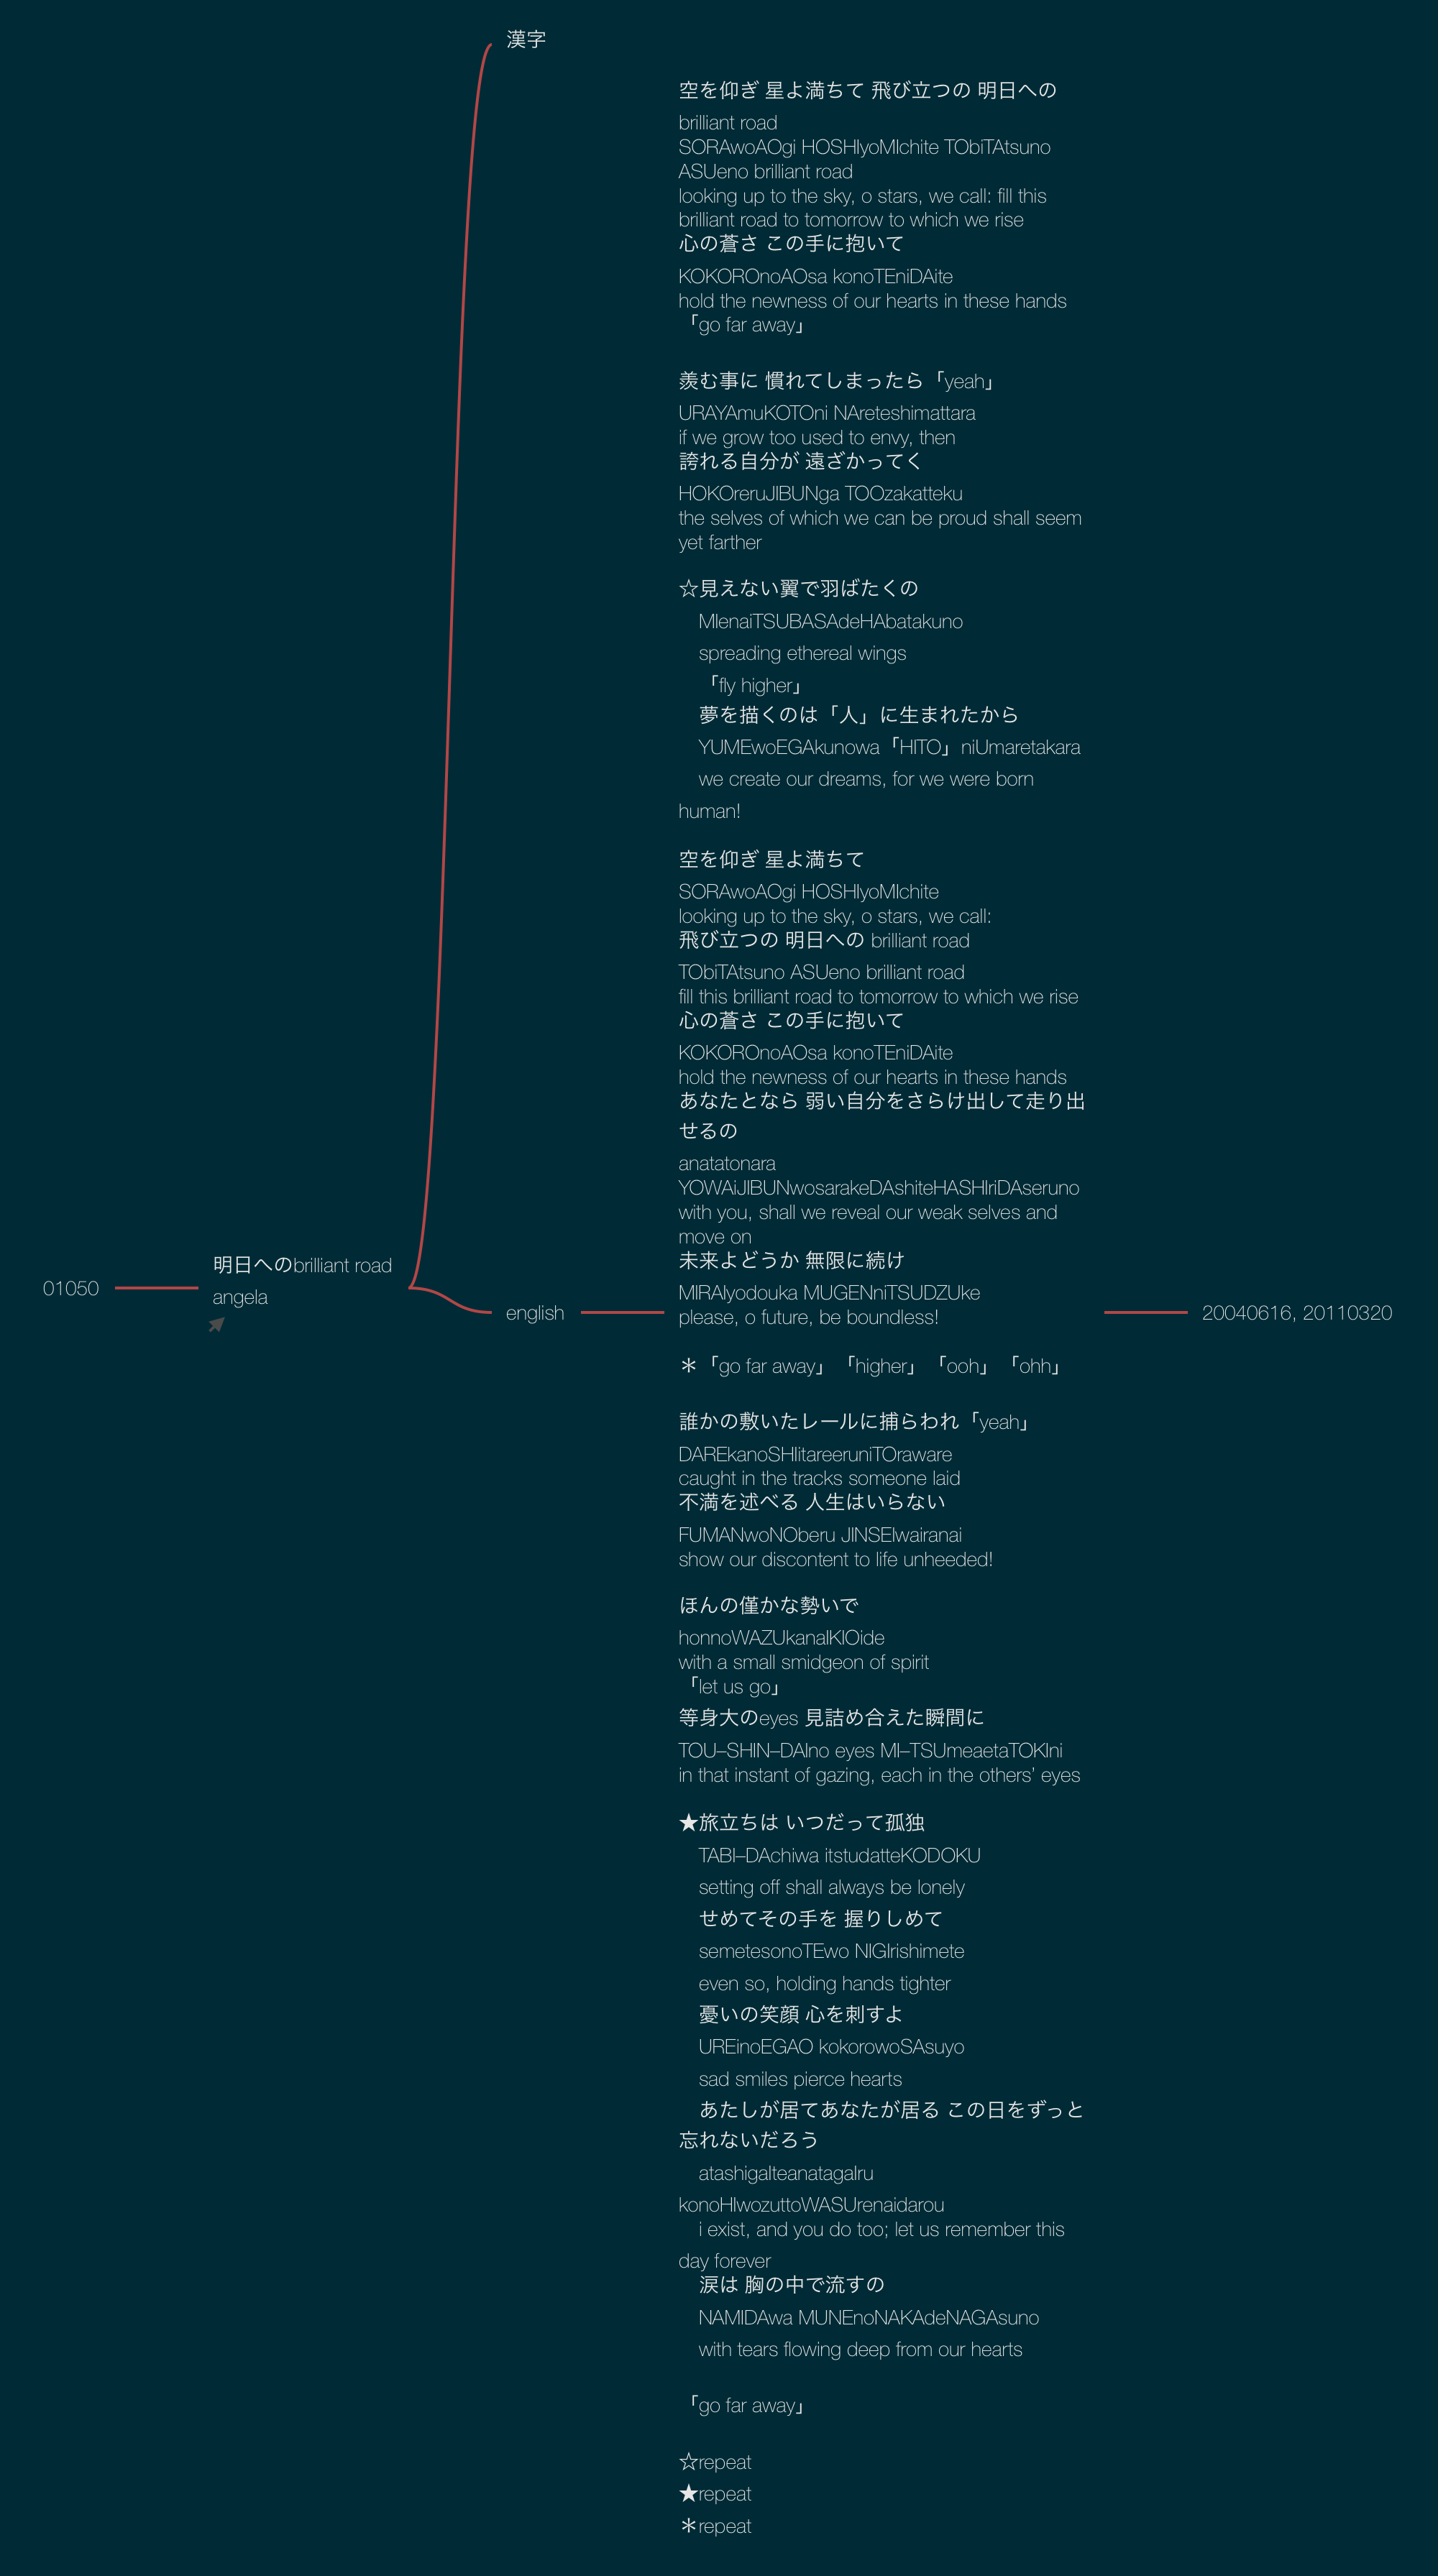 漢字
空を仰ぎ 星よ満ちて 飛び立つの 明日への
brilliant road
SORAwoAOgi HOSHIyoMIchite TObiTAtsuno
ASUeno brilliant road
looking up to the sky, o stars, we call: fill this
brilliant road to tomorrow to which we rise
心の蒼さ この手に抱いて
KOKOROnoAOsa konoTEniDAite
hold the newness of our hearts in these hands
「go far away」
羨む事に 慣れてしまったら「yeah」
URAYAmuKOTOni NAreteshimattara
if we grow too used to envy, then
誇れる自分が 遠ざかってく
HOKOreruJIBUNga TOOzakatteku
the selves of which we can be proud shall seem
yet farther
☆見えない翼で羽ばたくの
MIenaiTSUBASAdeHAbatakuno
spreading ethereal wings
「fly higher」
夢を描くのは「人」に生まれたから
YUMEwoEGAkunowa「HITO」niUmaretakara
we create our dreams, for we were born
human!
空を仰ぎ 星よ満ちて
SORAwoAOgi HOSHIyoMIchite
looking up to the sky, o stars, we call:
飛び立つの 明日への brilliant road
TObiTAtsuno ASUeno brilliant road
fill this brilliant road to tomorrow to which we rise
心の蒼さ この手に抱いて
KOKOROnoAOsa konoTEniDAite
hold the newness of our hearts in these hands
あなたとなら 弱い自分をさらけ出して走り出
せるの
anatatonara
YOWAiJIBUNwosarakeDAshiteHASHIriDAseruno
with you, shall we reveal our weak selves and
move on
未来よどうか 無限に続け
MIRAIyodouka MUGENniTSUDZUke
please, o future, be boundless!
01050
明日へのbrilliant road
angela
english
20040616, 20110320
＊「go far away」「higher」「ooh」「ohh」
誰かの敷いたレールに捕らわれ「yeah」
DAREkanoSHIitareeruniTOraware
caught in the tracks someone laid
不満を述べる 人生はいらない
FUMANwoNOberu JINSEIwairanai
show our discontent to life unheeded!
ほんの僅かな勢いで
honnoWAZUkanaIKIOide
with a small smidgeon of spirit
「let us go」
等身大のeyes 見詰め合えた瞬間に
TOU–SHIN–DAIno eyes MI–TSUmeaetaTOKIni
in that instant of gazing, each in the others’ eyes
★旅立ちは いつだって孤独
TABI–DAchiwa itstudatteKODOKU
setting off shall always be lonely
せめてその手を 握りしめて
semetesonoTEwo NIGIrishimete
even so, holding hands tighter
憂いの笑顔 心を刺すよ
UREinoEGAO kokorowoSAsuyo
sad smiles pierce hearts
あたしが居てあなたが居る この日をずっと
忘れないだろう
atashigaIteanatagaIru
konoHIwozuttoWASUrenaidarou
i exist, and you do too; let us remember this
day forever
涙は 胸の中で流すの
NAMIDAwa MUNEnoNAKAdeNAGAsuno
with tears flowing deep from our hearts
「go far away」
☆repeat
★repeat
＊repeat